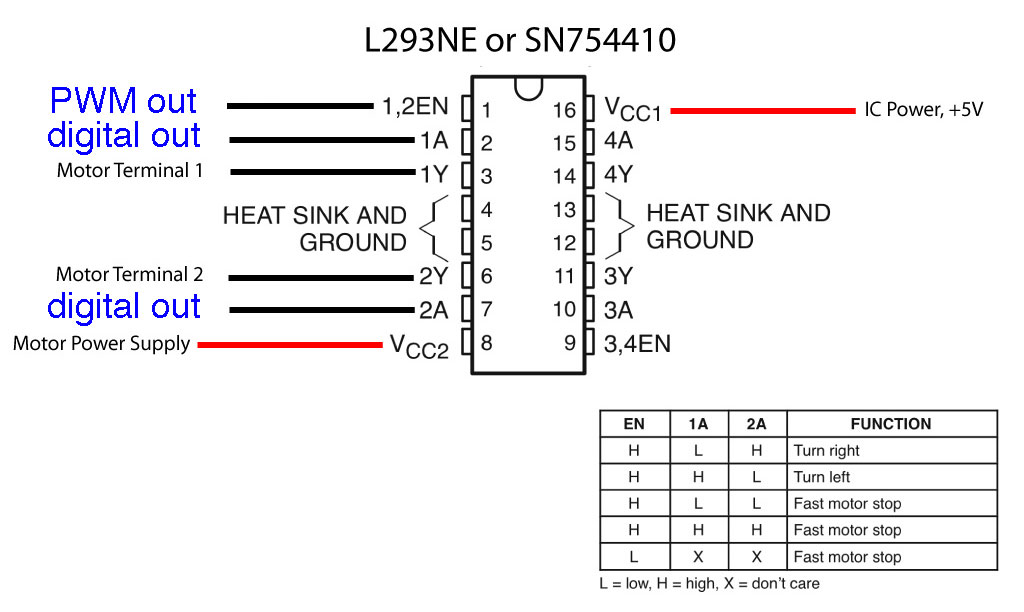 L293NE or SN754410
PWM out 1,2EN 1 16 VCC1 IC Power, +5V
digital out 1A 2 15 4A
Motor Terminal 1 1Y 3 14 4Y
HEAT SINK AND GROUND 4 13 HEAT SINK AND GROUND
5 12
Motor Terminal 2 2Y 6 11 3Y
digital out 2A 7 10 3A
Motor Power Supply VCC2 8 9 3,4EN
EN 1A 2A FUNCTION
H L H Turn right
H H L Turn left
H L L Fast motor stop
H H H Fast motor stop
L X X Fast motor stop
L = low, H = high, X = don't care